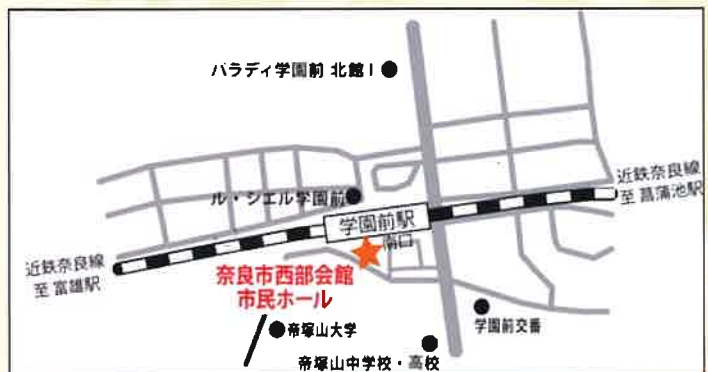 パラディ学園前 北館Ⅰ
近鉄奈良線
至 菖蒲池駅
ル・シエル学園前
学園前駅
南口
近鉄奈良線
至 富雄駅
奈良市西部会館
市民ホール
学園前交番
帝塚山大学
帝塚山中学校・高校